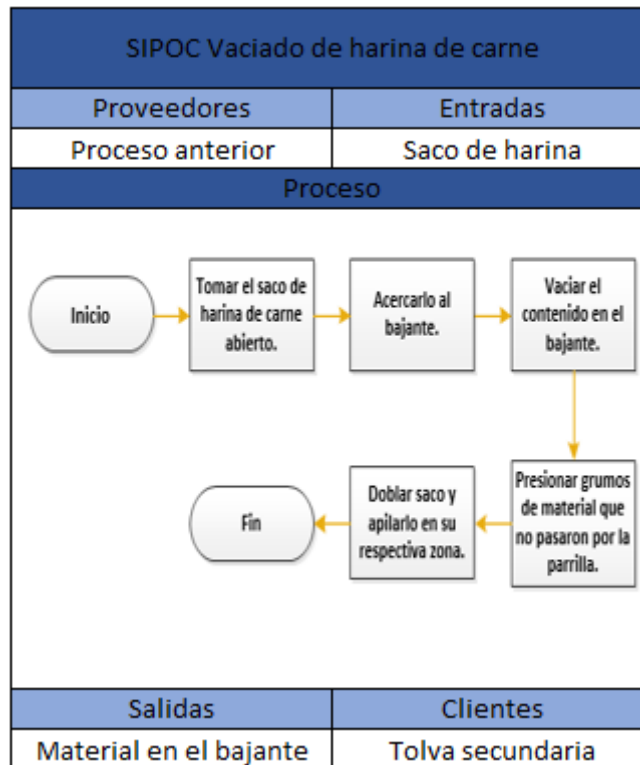 SIPOC Vaciado de harina de carne
Proveedores
Entradas
Proceso anterior
Saco de harina
Proceso
Inicio
Tomar el saco de
harina de carne
abierto.
Acercarlo al
bajante.
Vaciar el
contenido en el
bajante.
Presionar grumos
de material que
no pasaron por la
parrilla.
Doblar saco y
apilarlo en su
respectiva zona.
Fin
Salidas
Clientes
Material en el bajante
Tolva secundaria